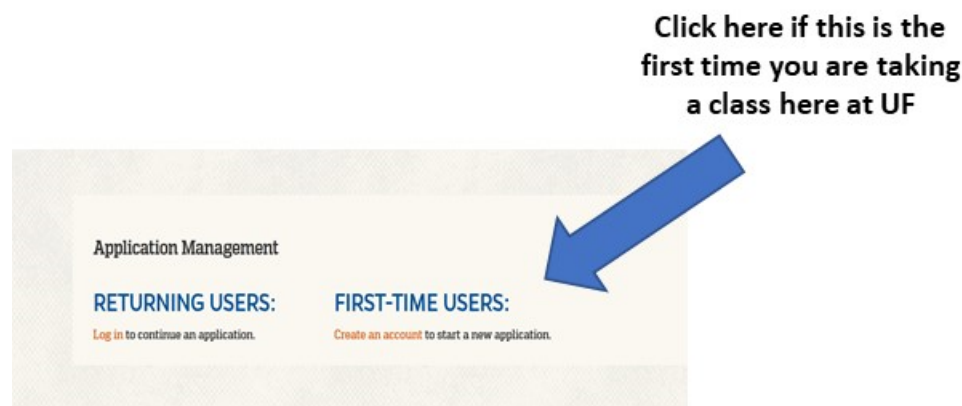 Click here if this is the
first time you are taking
a class here at UF
Application Management
RETURNING USERS:
Log in to continue an application.
FIRST-TIME USERS:
Create an account to start a new application.